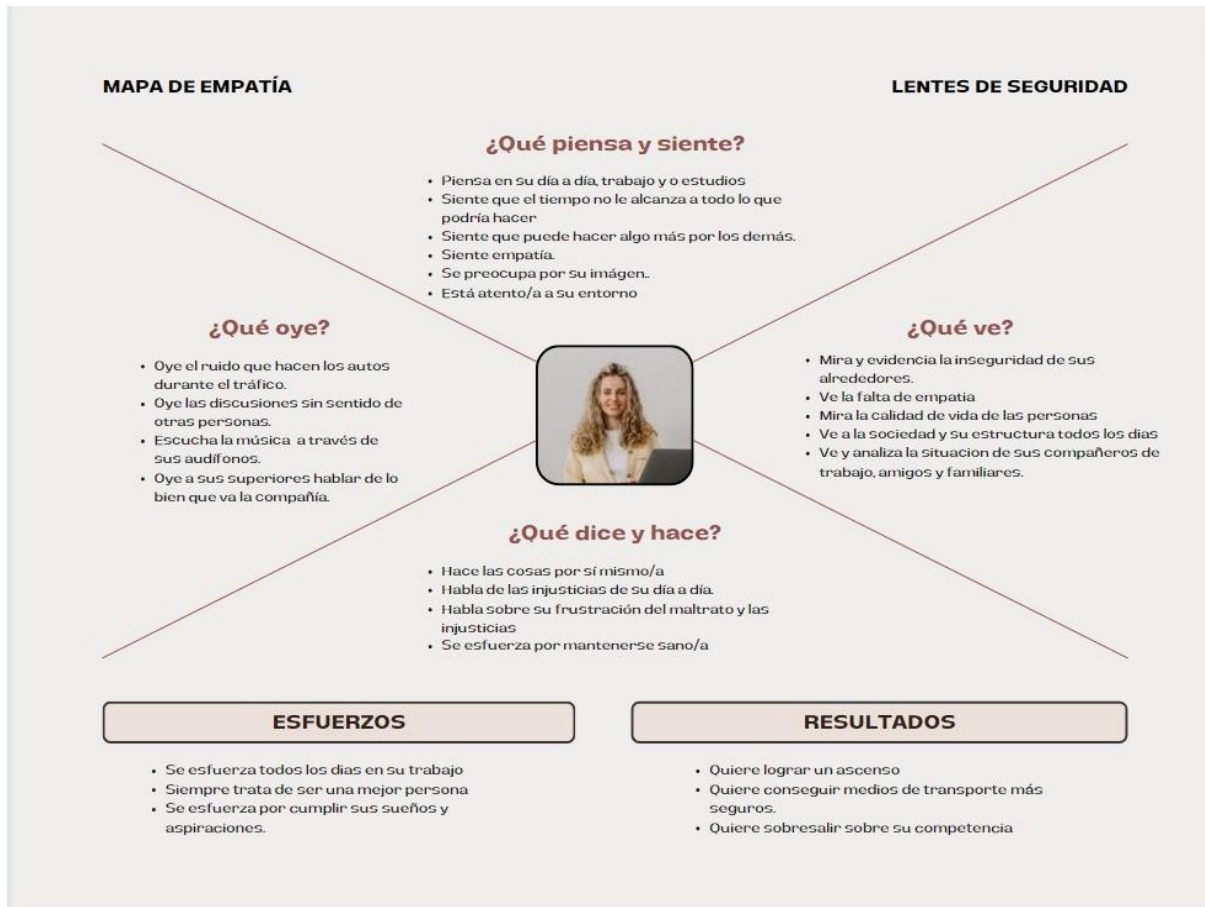 MAPA DE EMPATÍA
LENTES DE SEGURIDAD
¿Qué piensa y siente?
• Piensa en su día a día, trabajo y o estudios
• Siente que el tiempo no le alcanza a todo lo que
podría hacer
• Siente que puede hacer algo más por los demás.
• Siente empatía.
• Se preocupa por su imágen..
• Está atento/a a su entorno
¿Qué oye?
• Oye el ruido que hacen los autos
durante el tráfico.
• Oye las discusiones sin sentido de
otras personas.
• Escucha la música a través de
sus audífonos.
• Oye a sus superiores hablar de lo
bien que va la compañía.
¿Qué ve?
• Mira y evidencia la inseguridad de sus
alrededores.
• Ve la falta de empatia
• Mira la calidad de vida de las personas
• Ve a la sociedad y su estructura todos los dias
• Ve y analiza la situacion de sus compañeros de
trabajo, amigos y familiares.
¿Qué dice y hace?
• Hace las cosas por sí mismo/a
• Habla de las injusticias de su día a día.
• Habla sobre su frustración del maltrato y las
injusticias
• Se esfuerza por mantenerse sano/a
ESFUERZOS
• Se esfuerza todos los dias en su trabajo
• Siempre trata de ser una mejor persona
• Se esfuerza por cumplir sus sueños y
aspiraciones.
RESULTADOS
• Quiere lograr un ascenso
• Quiere conseguir medios de transporte más
seguros.
• Quiere sobresalir sobre su competencia